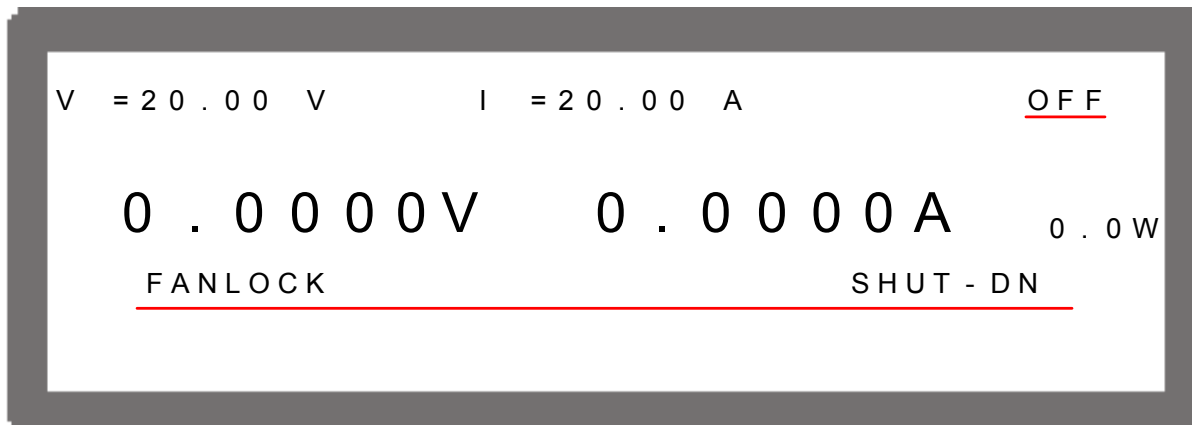 V =20.00 V I =20.00 A OFF
0.0000V 0.0000A 0.0W
FANLOCK SHUT-DN